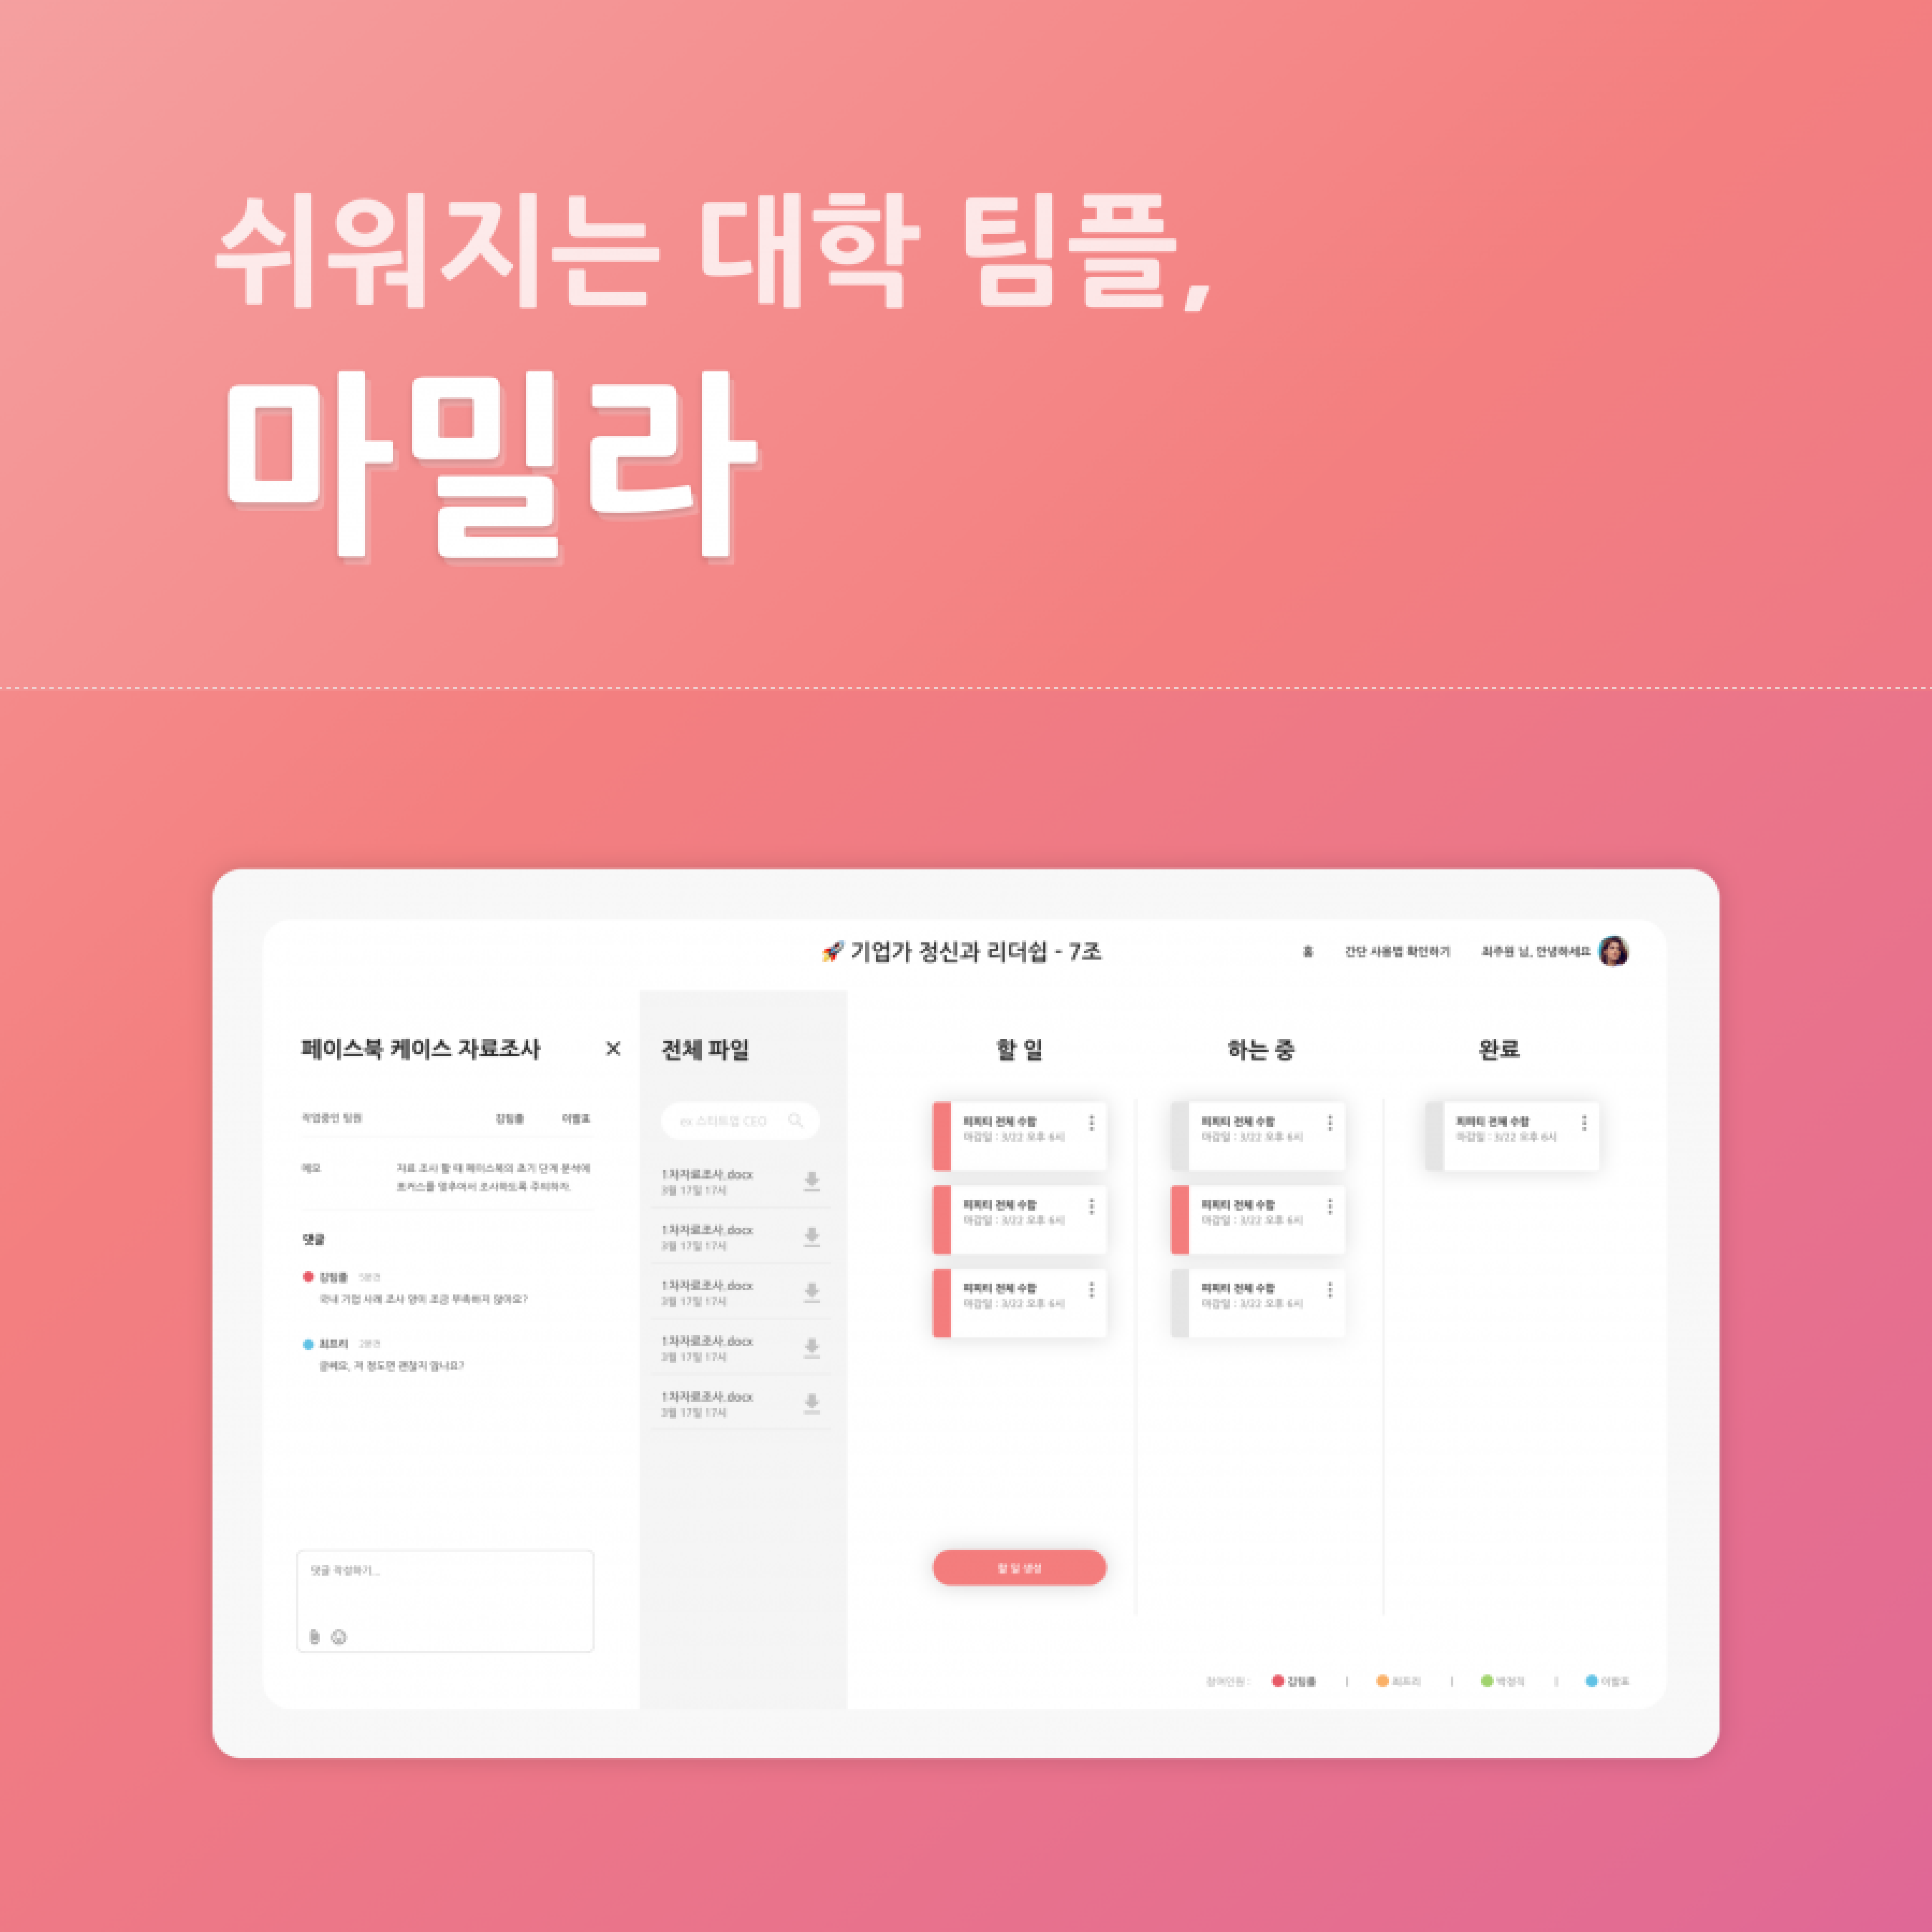 쉬워지는 대학 팀플,
마밀라
🚀 기업가 정신과 리더쉽 - 7조
홈
간단 사용법 확인하기
최주원 님, 안녕하세요
페이스북 케이스 자료조사
작업중인 팀원
김팀플
이발표
메모
자료 조사 할 때 페이스북의 초기 단계 분석에
포커스를 맞추어서 조사하도록 주의하자.
댓글
김팀플 5분전
국내 기업 사례 조사 양이 조금 부족하지 않아요?
최프리 2분전
글쎄요, 저 정도면 괜찮지 않나요?
댓글 작성하기...
전체 파일
ex 스타트업 CEO
1차자료조사.docx
3월 17일 17시
1차자료조사.docx
3월 17일 17시
1차자료조사.docx
3월 17일 17시
1차자료조사.docx
3월 17일 17시
1차자료조사.docx
3월 17일 17시
할 일
피피티 전체 수합
마감일 : 3/22 오후 6시
피피티 전체 수합
마감일 : 3/22 오후 6시
피피티 전체 수합
마감일 : 3/22 오후 6시
할 일 생성
하는 중
피피티 전체 수합
마감일 : 3/22 오후 6시
피피티 전체 수합
마감일 : 3/22 오후 6시
피피티 전체 수합
마감일 : 3/22 오후 6시
완료
피피티 전체 수합
마감일 : 3/22 오후 6시
참여인원 : 김팀플 | 최프리 | 박경적 | 이발표